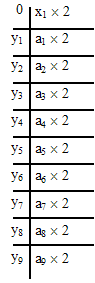 0 x₁ × 2
y₁ a₁ × 2
y₂ a₂ × 2
y₃ a₃ × 2
y₄ a₄ × 2
y₅ a₅ × 2
y₆ a₆ × 2
y₇ a₇ × 2
y₈ a₈ × 2
y₉ a₉ × 2